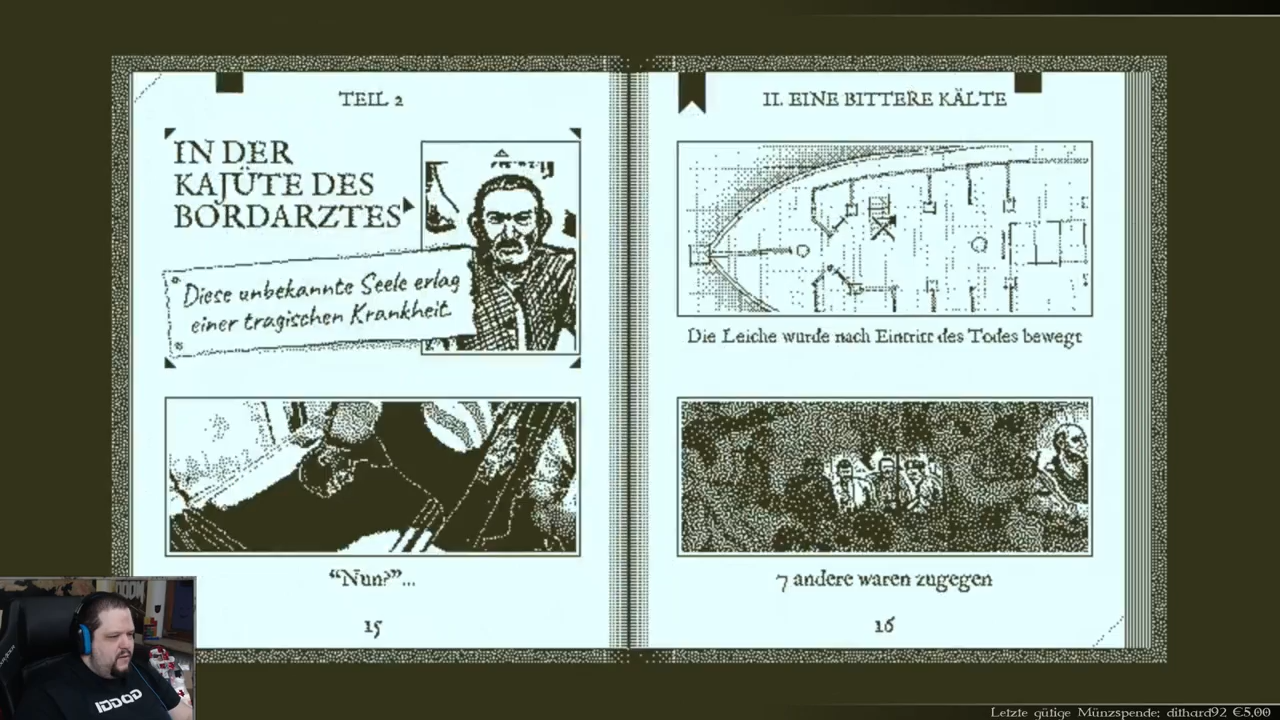 TEIL 2
IN DER
KAJÜTE DES
BORDARZTES
Diese unbekannte Seele erlag
einer tragischen Krankheit.
“Nun?”...
15
II. EINE BITTERE KÄLTE
Die Leiche wurde nach Eintritt des Todes bewegt
7 andere waren zugegen
16
IDDQD
Letzte gütige Münzspende: dithard92 €5,00